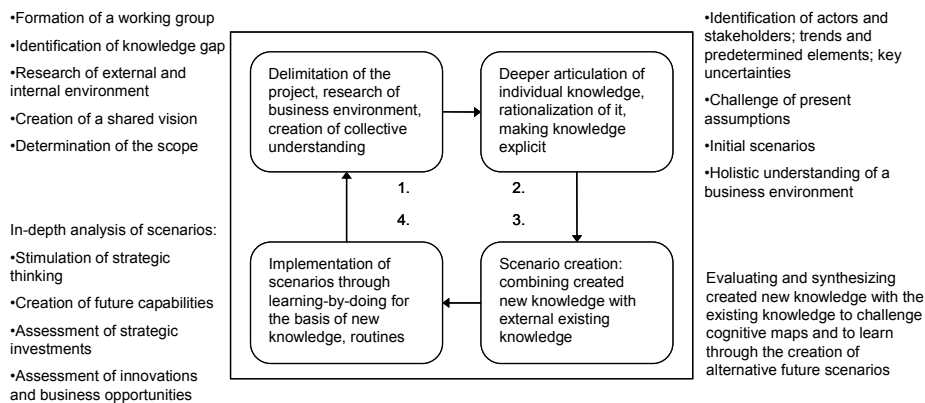 •Formation of a working group
•Identification of knowledge gap
•Research of external and
internal environment
•Creation of a shared vision
•Determination of the scope
Delimitation of the
project, research of
business environment,
creation of collective
understanding
Deeper articulation of
individual knowledge,
rationalization of it,
making knowledge
explicit
•Identification of actors and
stakeholders; trends and
predetermined elements; key
uncertainties
•Challenge of present
assumptions
•Initial scenarios
•Holistic understanding of a
business environment
1.
2.
4.
3.
In-depth analysis of scenarios:
•Stimulation of strategic
thinking
•Creation of future capabilities
•Assessment of strategic
investments
•Assessment of innovations
and business opportunities
Implementation of
scenarios through
learning-by-doing for
the basis of new
knowledge, routines
Scenario creation:
combining created
new knowledge with
external existing
knowledge
Evaluating and synthesizing
created new knowledge with the
existing knowledge to challenge
cognitive maps and to learn
through the creation of
alternative future scenarios